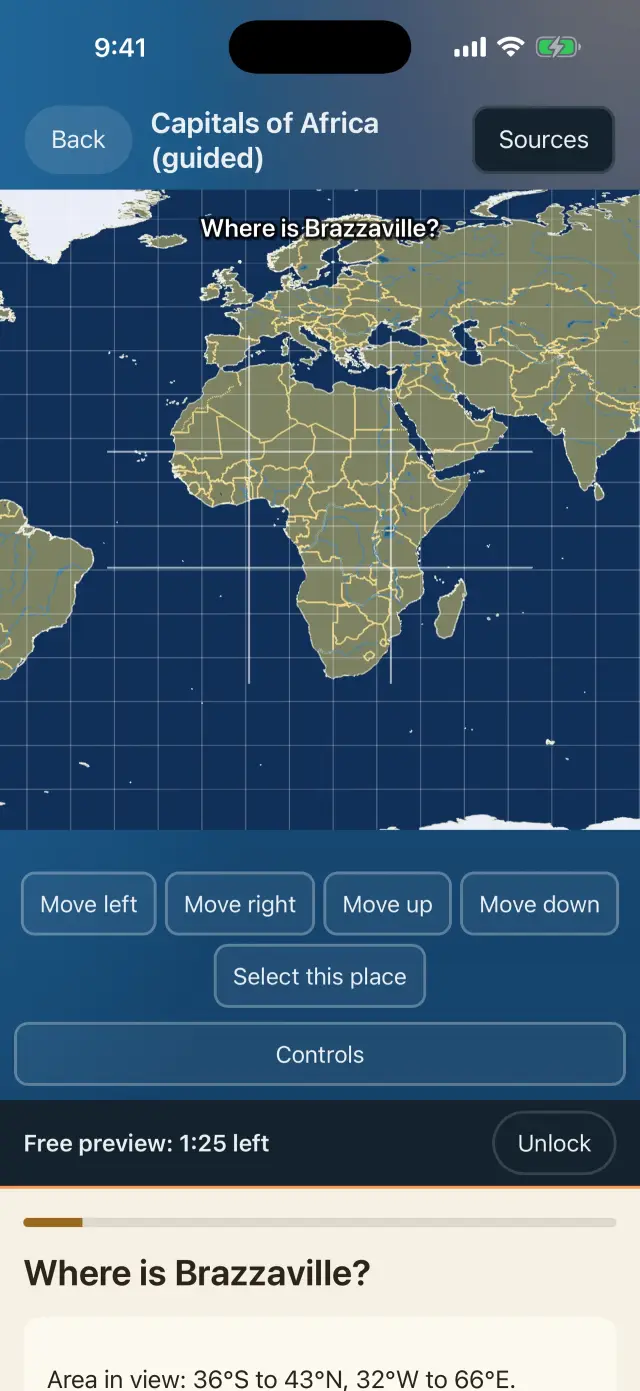 9:41
Back
Capitals of Africa
(guided)
Sources
Where is Brazzaville?
Move left
Move right
Move up
Move down
Select this place
Controls
Free preview: 1:25 left
Unlock
Where is Brazzaville?
Area in view: 36°S to 43°N, 32°W to 66°E.